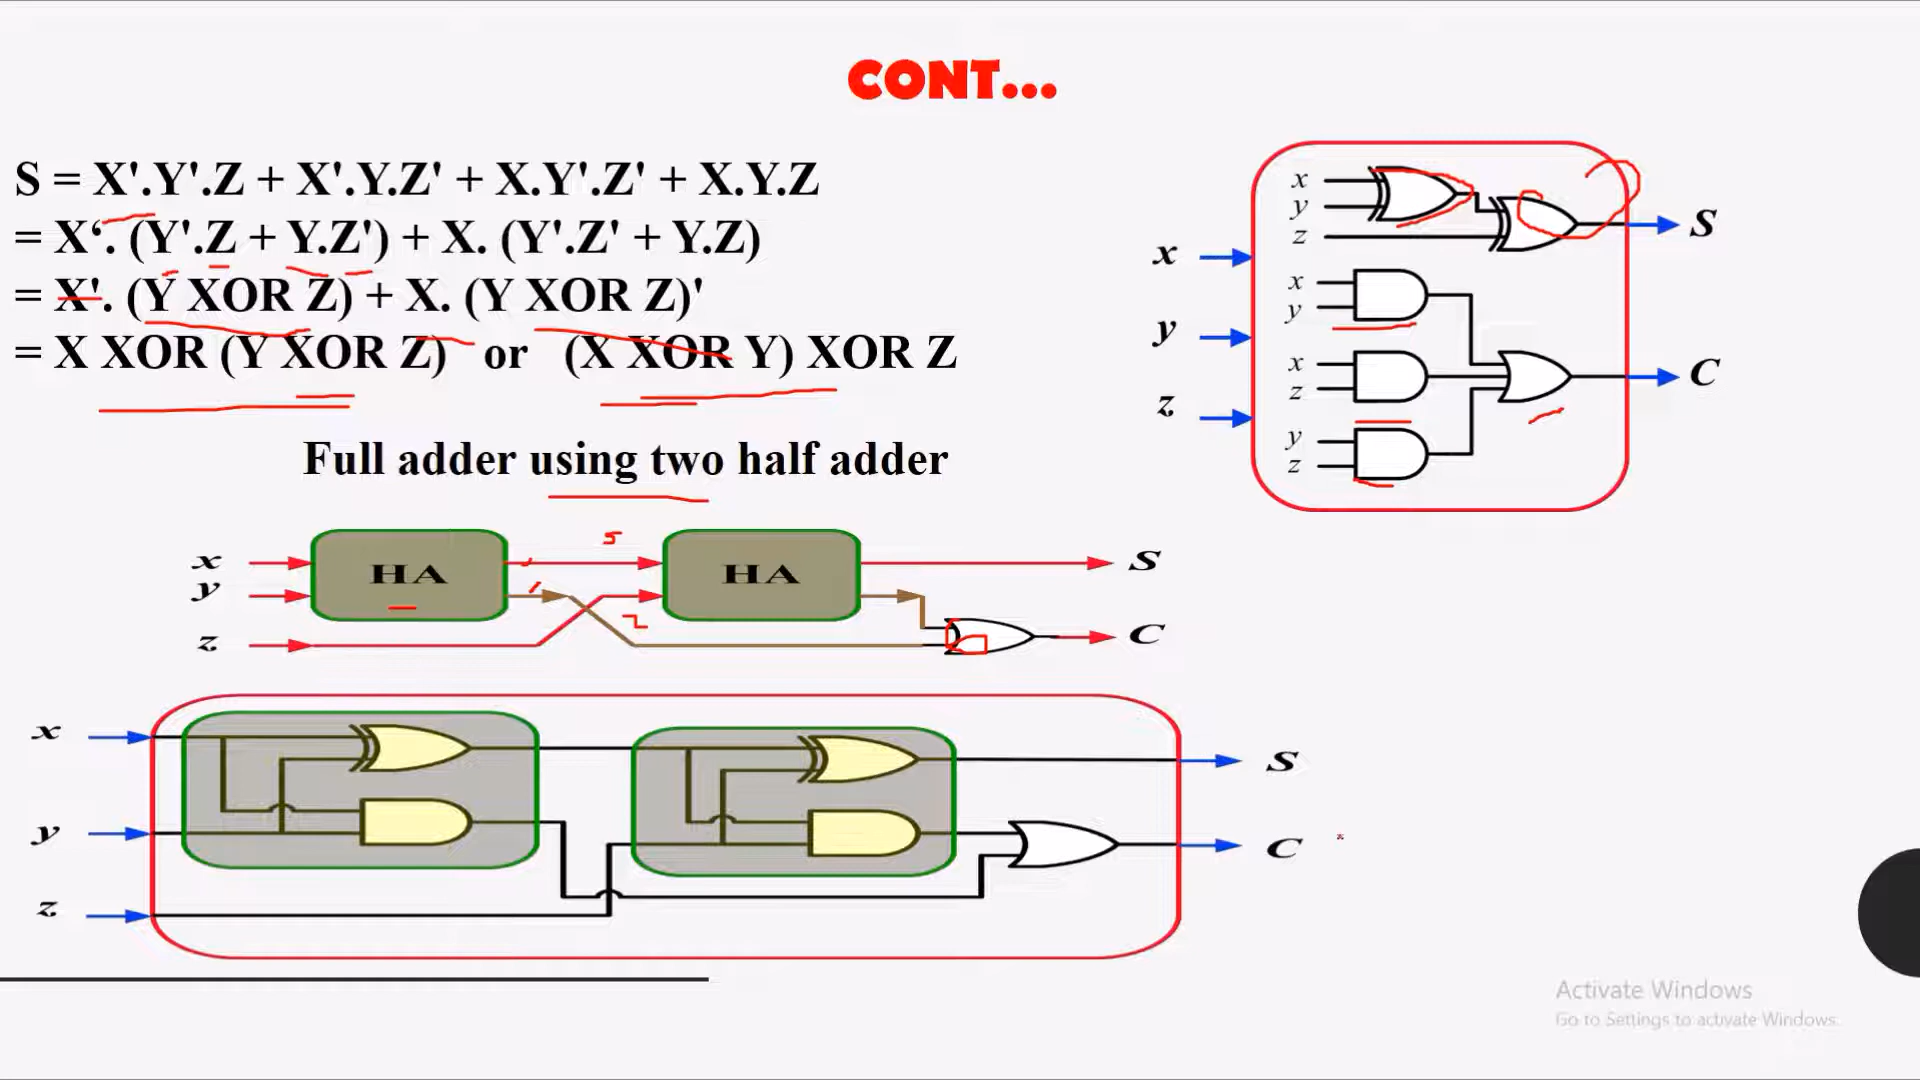 CONT...
S = X'.Y'.Z + X'.Y.Z' + X.Y'.Z' + X.Y.Z
= X‘. (Y'.Z + Y.Z') + X. (Y'.Z' + Y.Z)
= X'. (Y XOR Z) + X. (Y XOR Z)'
= X XOR (Y XOR Z) or (X XOR Y) XOR Z
x
y
z
x
y
z
x
y
x
z
y
z
S
C
Full adder using two half adder
x
y
z
HA
S
HA
z
S
C
x
y
z
S
C
Activate Windows
Go to Settings to activate Windows.